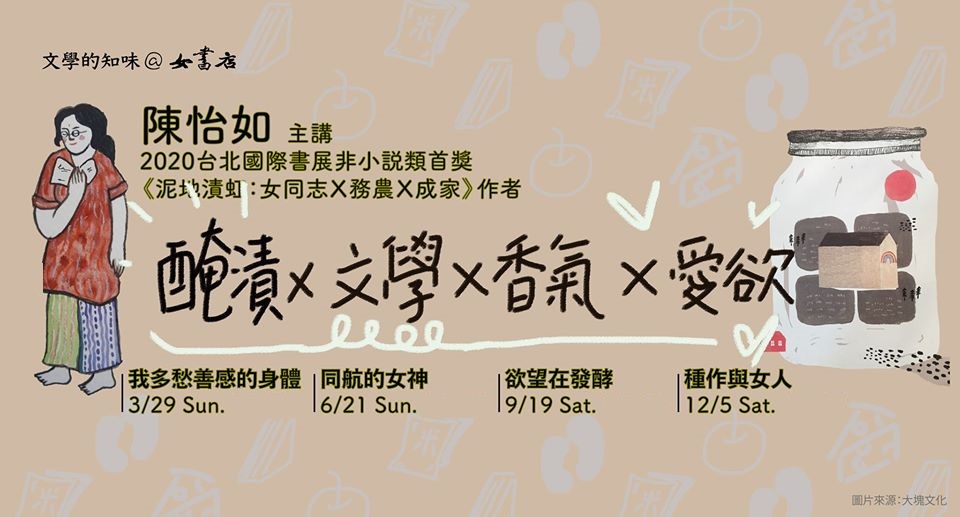 文學的知味@女書店
陳怡如 主講
2020台北國際書展非小說類首獎
《泥地漬虹：女同志X務農X成家》作者
醃漬×文學×香氣×愛欲
我多愁善感的身體
3/29 Sun.
同航的女神
6/21 Sun.
欲望在發酵
9/19 Sat.
種作與女人
12/5 Sat.
圖片來源：大塊文化